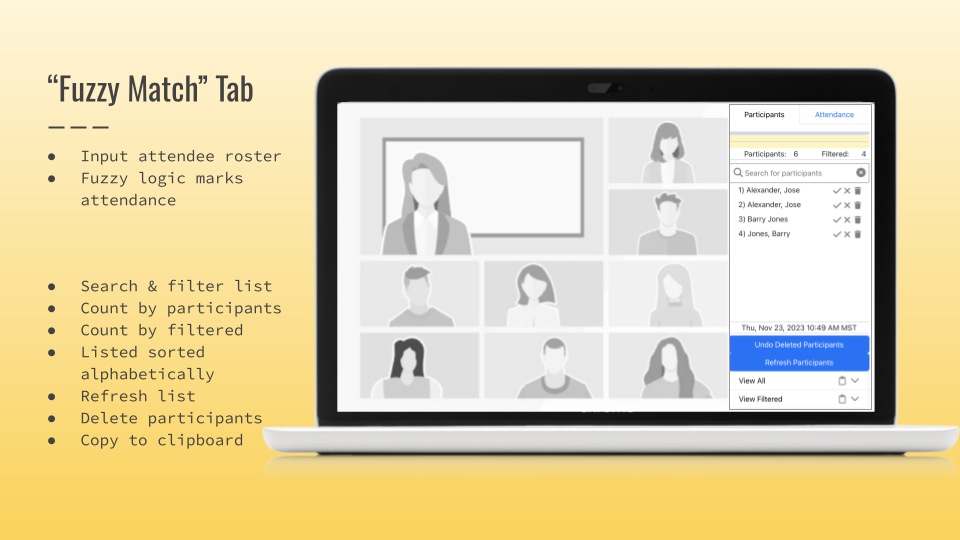 “Fuzzy Match” Tab
● Input attendee roster
● Fuzzy logic marks
attendance
● Search & filter list
● Count by participants
● Count by filtered
● Listed sorted
alphabetically
● Refresh list
● Delete participants
● Copy to clipboard
Participants Attendance
Participants: 6 Filtered: 4
Search for participants
1) Alexander, Jose
2) Alexander, Jose
3) Barry Jones
4) Jones, Barry
Thu, Nov 23, 2023 10:49 AM MST
Undo Deleted Participants
Refresh Participants
View All
View Filtered